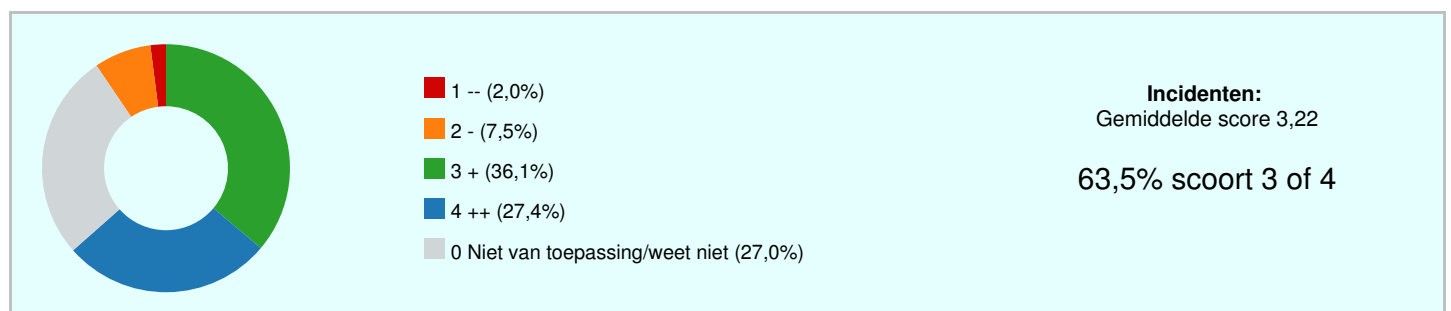 1 -- (2,0%)
2 - (7,5%)
3 + (36,1%)
4 ++ (27,4%)
0 Niet van toepassing/weet niet (27,0%)
Incidenten:
Gemiddelde score 3,22
63,5% scoort 3 of 4